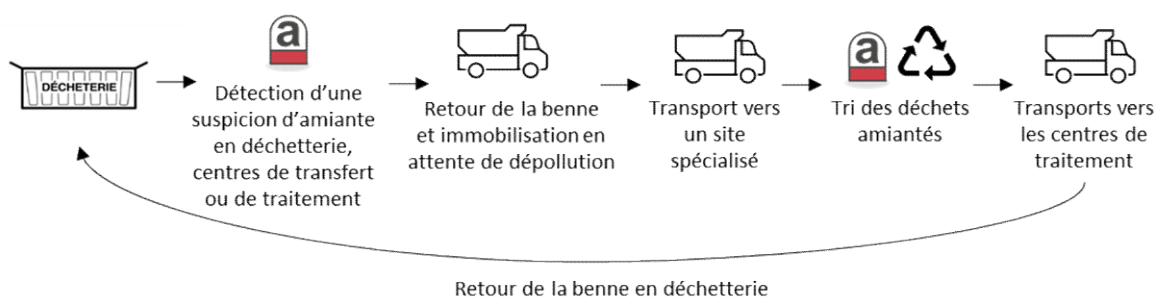 DÉCHETERIE
a
Détection d'une
suspicion d'amiante
en déchetterie,
centres de transfert
ou de traitement
Retour de la benne
et immobilisation en
attente de dépollution
Transport vers
un site
spécialisé
a
Tri des déchets
amiantés
Transports vers
les centres de
traitement
Retour de la benne en déchetterie